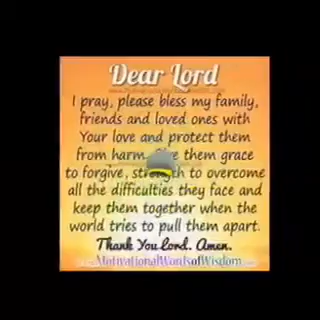 Dear Lord
I pray, please bless my family,
friends and loved ones with
Your love and protect them
from harm. them grace
to forgive, to overcome
all the difficulties they face and
keep them together when the
world tries to pull them apart.
Thank You Lord. Amen.
MotivationalWordsofWisdom